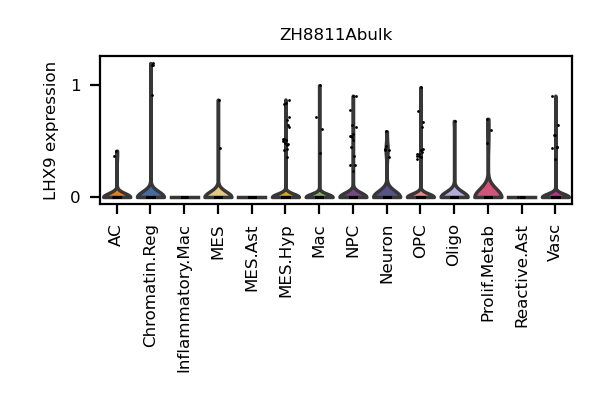 ZH8811Abulk
LHX9 expression
1
0
AC
Chromatin.Reg
Inflammatory.Mac
MES
MES.Ast
MES.Hyp
Mac
NPC
Neuron
OPC
Oligo
Prolif.Metab
Reactive.Ast
Vasc